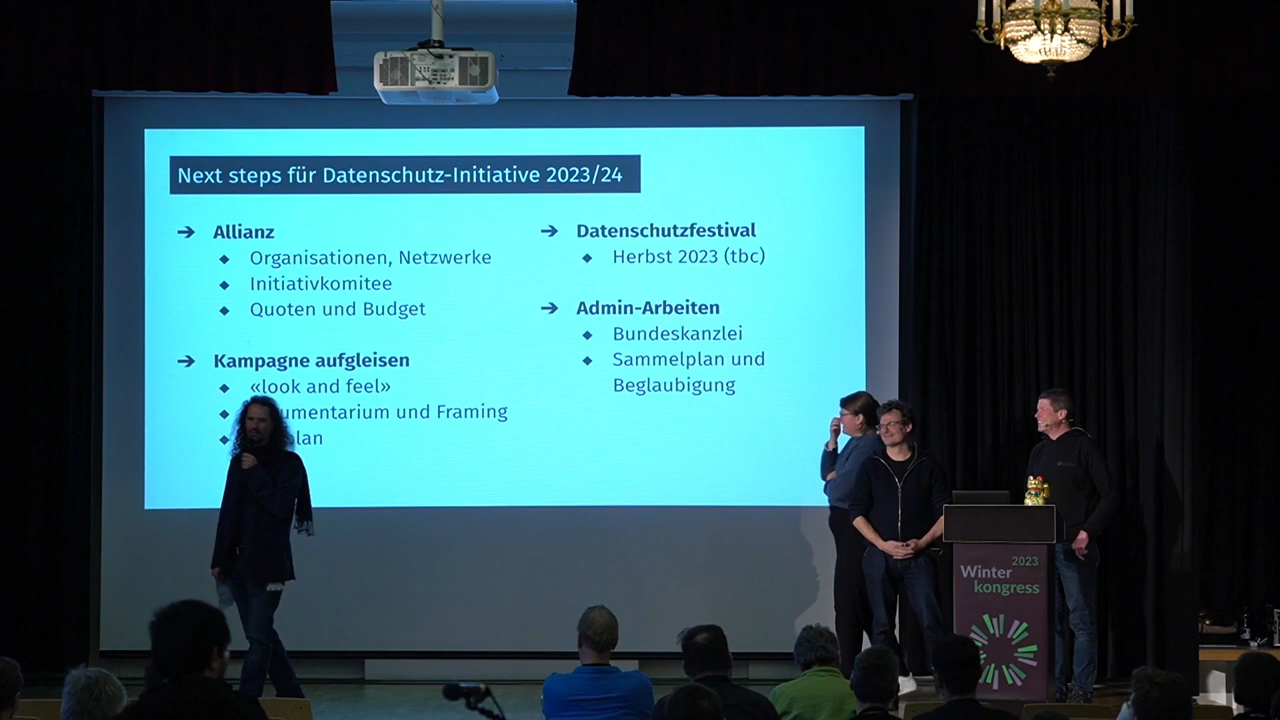 Next steps für Datenschutz-Initiative 2023/24
➔ Allianz
◆ Organisationen, Netzwerke
◆ Initiativkomitee
◆ Quoten und Budget
➔ Kampagne aufgleisen
◆ «look and feel»
◆ umentarium und Framing
◆ lan
➔ Datenschutzfestival
◆ Herbst 2023 (tbc)
➔ Admin-Arbeiten
◆ Bundeskanzlei
◆ Sammelplan und
Beglaubigung
2023
Winter
kongress